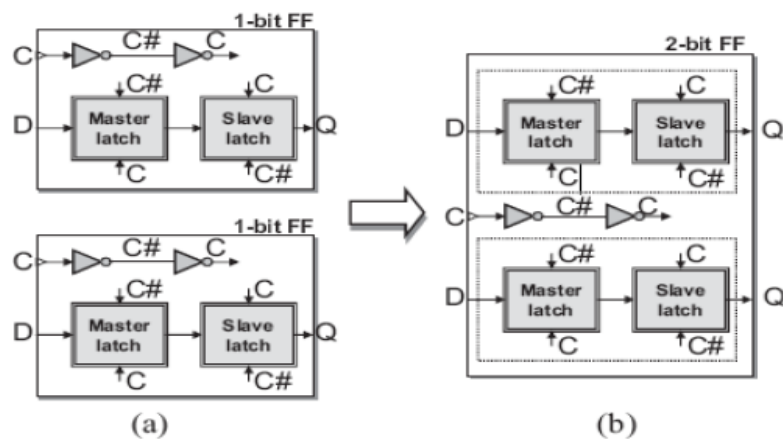 1-bit FF
C C# C
C# C
D Master latch Slave latch Q
C C#
1-bit FF
C C# C
C# C
D Master latch Slave latch Q
C C#
(a)
2-bit FF
C# C
D Master latch Slave latch Q
C C#
C C# C
C# C
D Master latch Slave latch Q
C C#
(b)